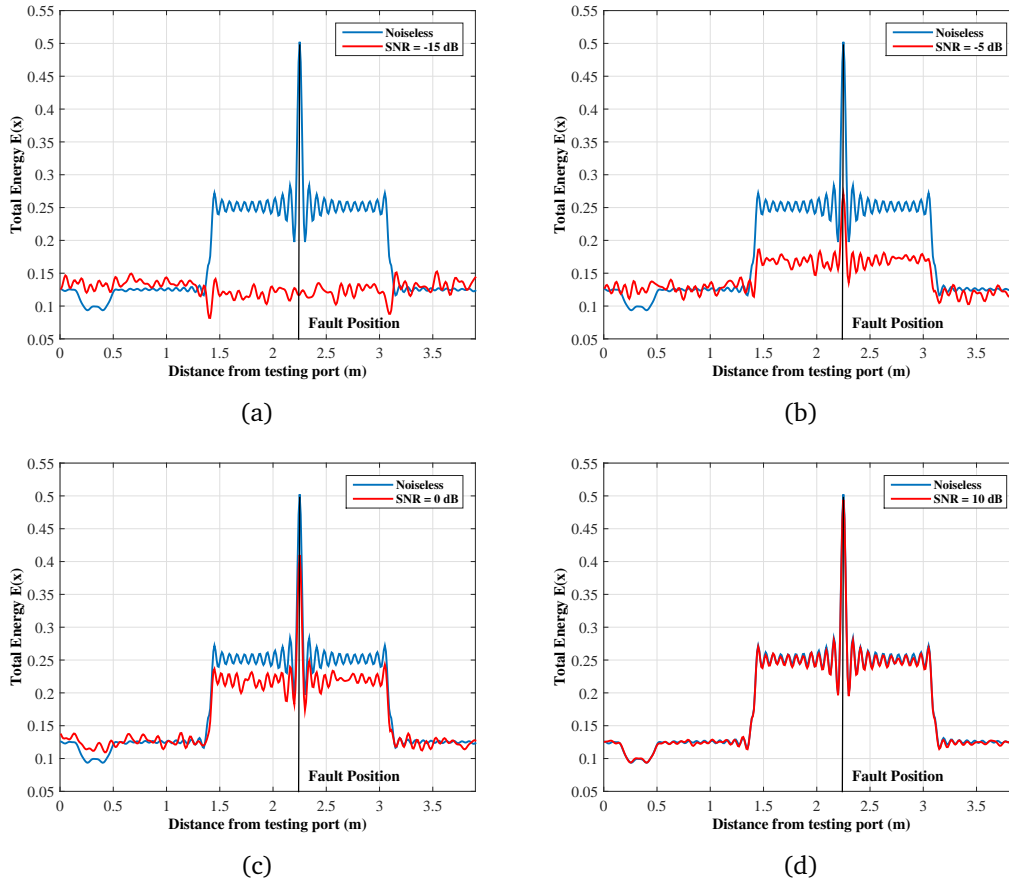 0.55
0.5
0.45
0.4
0.35
0.3
0.25
0.2
0.15
0.1
0.05
Total Energy E(x)
Noiseless
SNR = -15 dB
Fault Position
0 0.5 1 1.5 2 2.5 3 3.5
Distance from testing port (m)
(a)
0.55
0.5
0.45
0.4
0.35
0.3
0.25
0.2
0.15
0.1
0.05
Total Energy E(x)
Noiseless
SNR = -5 dB
Fault Position
0 0.5 1 1.5 2 2.5 3 3.5
Distance from testing port (m)
(b)
0.55
0.5
0.45
0.4
0.35
0.3
0.25
0.2
0.15
0.1
0.05
Total Energy E(x)
Noiseless
SNR = 0 dB
Fault Position
0 0.5 1 1.5 2 2.5 3 3.5
Distance from testing port (m)
(c)
0.55
0.5
0.45
0.4
0.35
0.3
0.25
0.2
0.15
0.1
0.05
Total Energy E(x)
Noiseless
SNR = 10 dB
Fault Position
0 0.5 1 1.5 2 2.5 3 3.5
Distance from testing port (m)
(d)